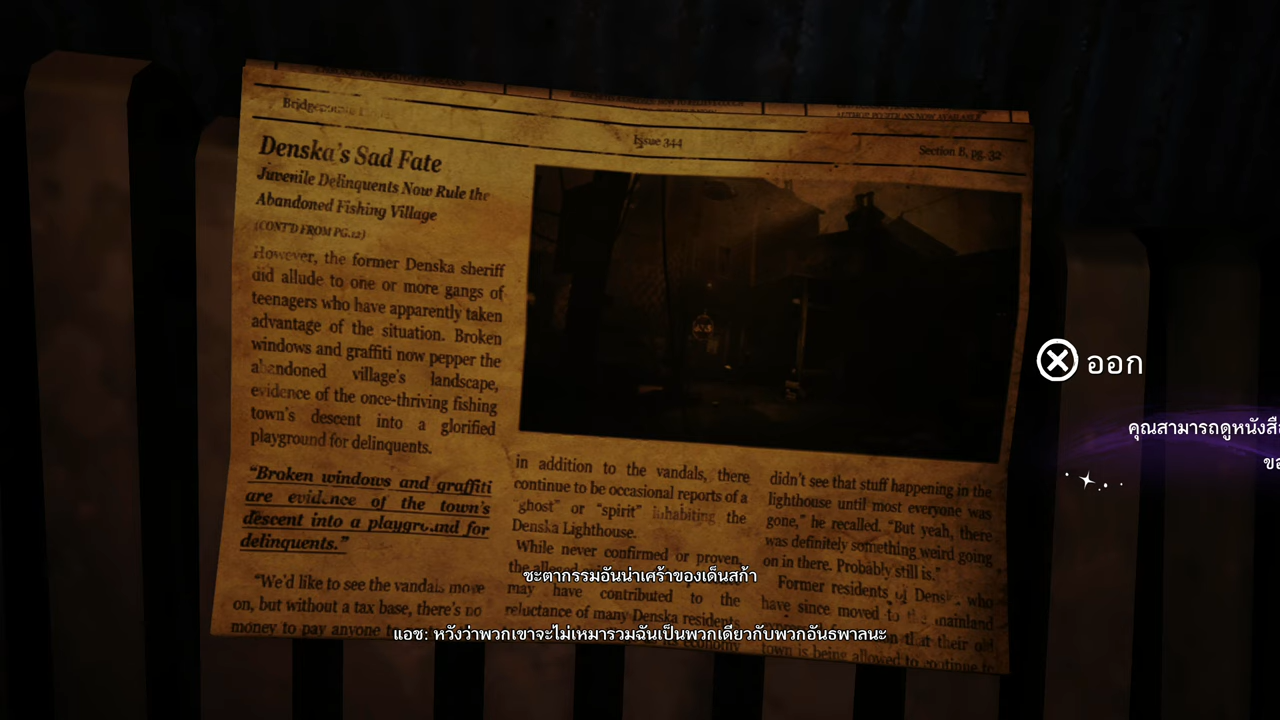 Issue 344
Section B, pg. 32
Denska's Sad Fate
Juvenile Delinquents Now Rule the
Abandoned Fishing Village
(CONT'D FROM PG.12)
However, the former Denska sheriff
did allude to one or more gangs of
teenagers who have apparently taken
advantage of the situation. Broken
windows and graffiti now pepper the
abandoned village's landscape,
evidence of the once-thriving fishing
town's descent into a glorified
playground for delinquents.
"Broken windows and graffiti
are evidence of the town's
descent into a playground for
delinquents."
"We'd like to see the vandals move
on, but without a tax base, there's no
money to pay anyone
in addition to the vandals, there
continue to be occasional reports of a
"ghost" or "spirit" inhabiting the
Denska Lighthouse.
While never confirmed or proven,
the alleged
may have contributed to the
reluctance of many Denska residents
economy
didn't see that stuff happening in the
lighthouse until most everyone was
gone," he recalled. "But yeah, there
was definitely something weird going
on in there. Probably still is."
Former residents of Denska who
have since moved to the mainland
that their old
town is being allowed to continue to
ออก
คุณสามารถดูหนังสือ
ชะตากรรมอันน่าเศร้าของเด็นสก้า
แอช: หวังว่าพวกเขาจะไม่เหมารวมฉันเป็นพวกเดียวกับพวกอันธพาลนะ